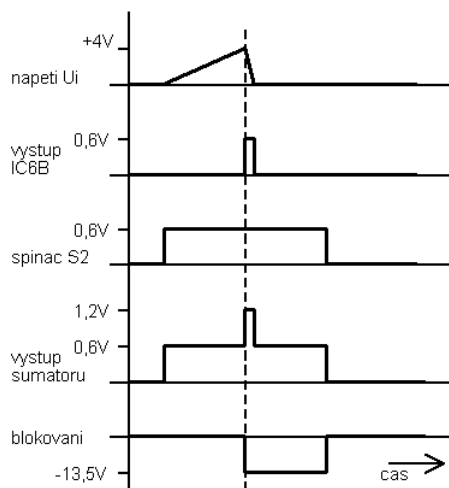 +4V
napeti Ui
0,6V
vystup
IC6B
0,6V
spinac S2
1,2V
0,6V
vystup
sumatoru
blokovani
-13,5V
cas